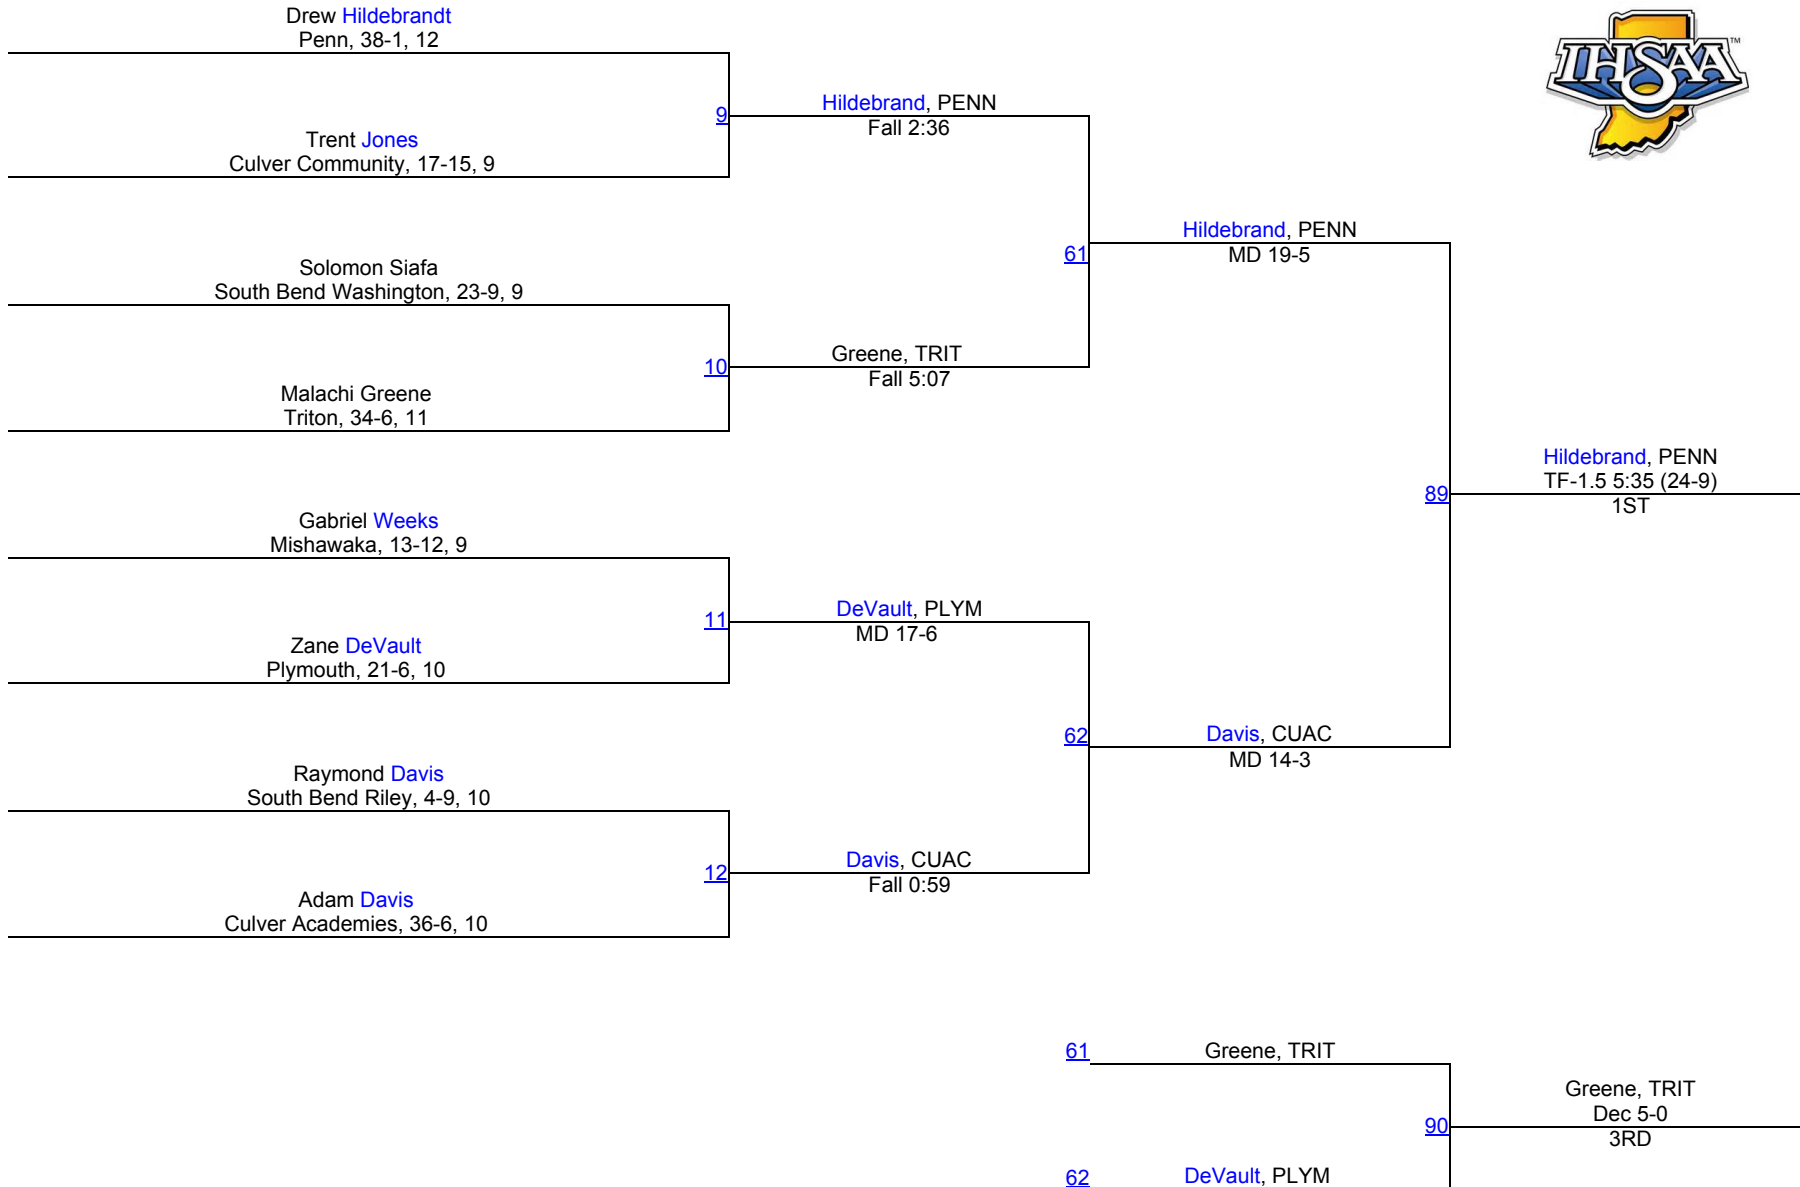 Drew Hildebrandt
Penn, 38-1, 12
IHSAA™
9
Hildebrand, PENN
Fall 2:36
Trent Jones
Culver Community, 17-15, 9
61
Hildebrand, PENN
MD 19-5
Solomon Siafa
South Bend Washington, 23-9, 9
10
Greene, TRIT
Fall 5:07
Malachi Greene
Triton, 34-6, 11
89
Hildebrand, PENN
TF-1.5 5:35 (24-9)
1ST
Gabriel Weeks
Mishawaka, 13-12, 9
11
DeVault, PLYM
MD 17-6
Zane DeVault
Plymouth, 21-6, 10
62
Davis, CUAC
MD 14-3
Raymond Davis
South Bend Riley, 4-9, 10
12
Davis, CUAC
Fall 0:59
Adam Davis
Culver Academies, 36-6, 10
61
Greene, TRIT
90
Greene, TRIT
Dec 5-0
3RD
62
DeVault, PLYM